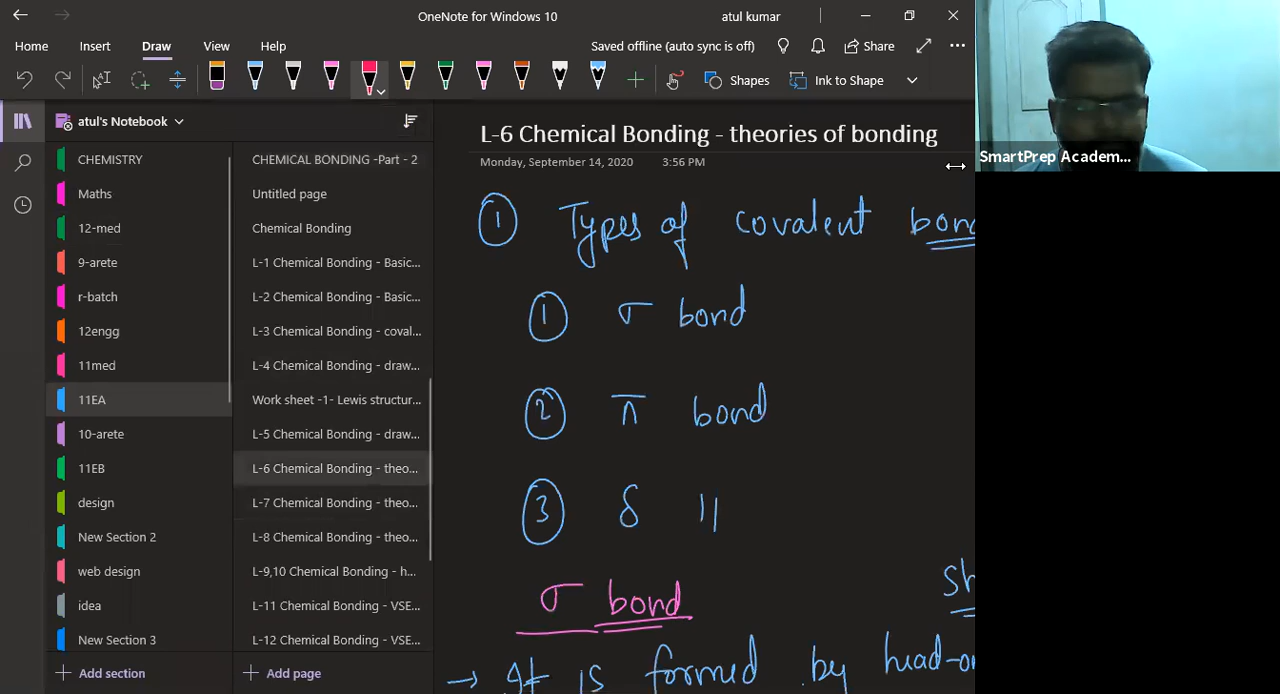 OneNote for Windows 10
atul kumar
Home Insert Draw View Help
Saved offline (auto sync is off)
Share
Shapes
Ink to Shape
atul's Notebook
CHEMISTRY
Maths
12-med
9-arete
r-batch
12engg
11med
11EA
10-arete
11EB
design
New Section 2
web design
idea
New Section 3
Add section
CHEMICAL BONDING -Part - 2
Untitled page
Chemical Bonding
L-1 Chemical Bonding - Basic...
L-2 Chemical Bonding - Basic...
L-3 Chemical Bonding - coval...
L-4 Chemical Bonding - draw...
Work sheet -1- Lewis structur...
L-5 Chemical Bonding - draw...
L-6 Chemical Bonding - theo...
L-7 Chemical Bonding - theo...
L-8 Chemical Bonding - theo...
L-9,10 Chemical Bonding - h...
L-11 Chemical Bonding - VSE...
L-12 Chemical Bonding - VSE...
Add page
L-6 Chemical Bonding - theories of bonding
Monday, September 14, 2020 3:56 PM
SmartPrep Academ...
① Types of covalent bond
① σ bond
② π bond
③ δ 〃
σ bond
→ It is formed by head-on